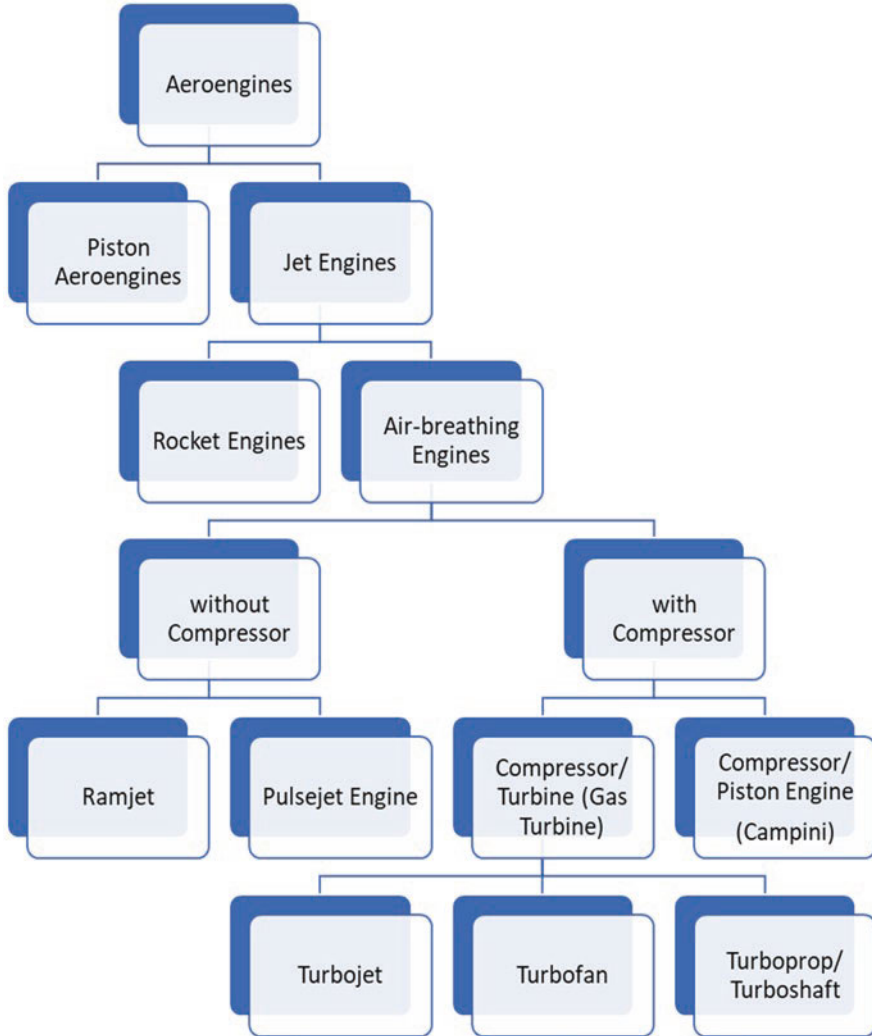 Aeroengines
Piston
Aeroengines
Jet Engines
Rocket Engines
Air-breathing
Engines
without
Compressor
with
Compressor
Ramjet
Pulsejet Engine
Compressor/
Turbine (Gas
Turbine)
Compressor/
Piston Engine
(Campini)
Turbojet
Turbofan
Turboprop/
Turboshaft